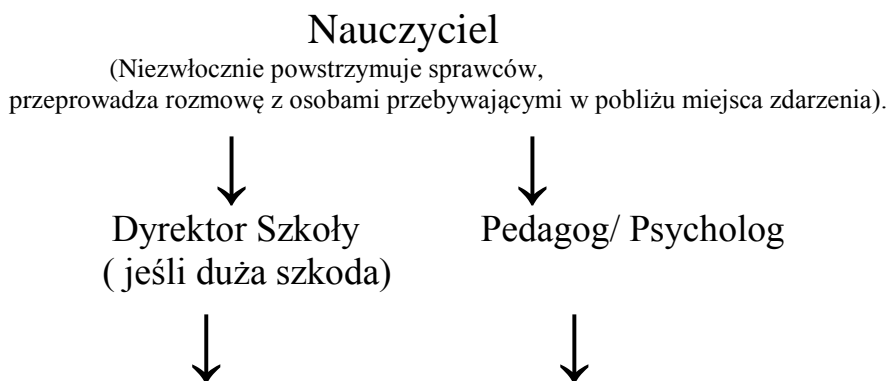 Nauczyciel
(Niezwłocznie powstrzymuje sprawców,
przeprowadza rozmowę z osobami przebywającymi w pobliżu miejsca zdarzenia).
Dyrektor Szkoły
( jeśli duża szkoda)
Pedagog/ Psycholog